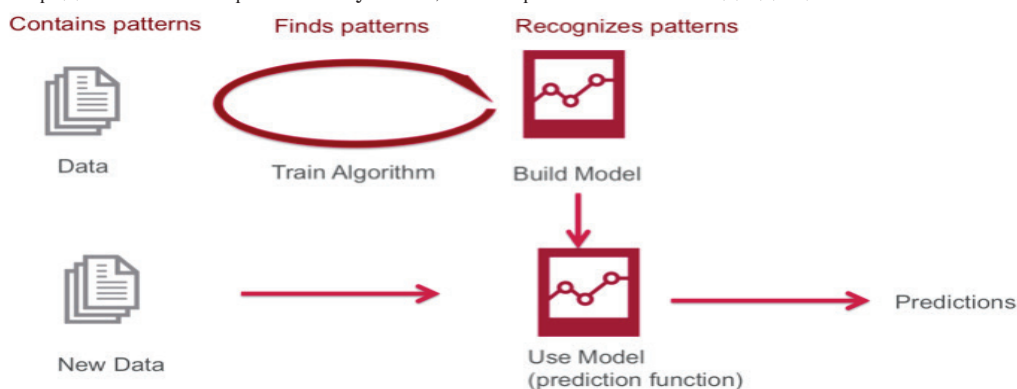 Contains patterns
Finds patterns
Recognizes patterns
Data
Train Algorithm
Build Model
New Data
Use Model
(prediction function)
Predictions